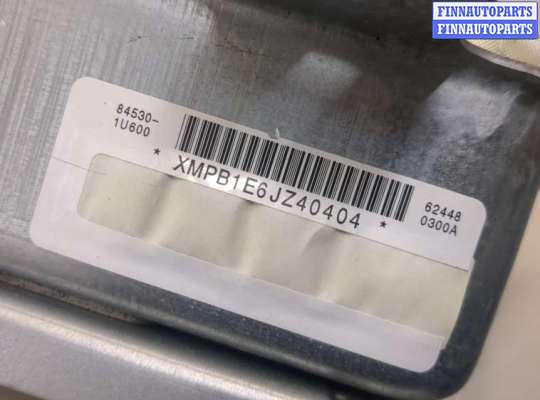 FINNAUTOPARTS
FINNAUTOPARTS
84530-
1U600
* XMPB1E6JZ40404 *
62448
0300A